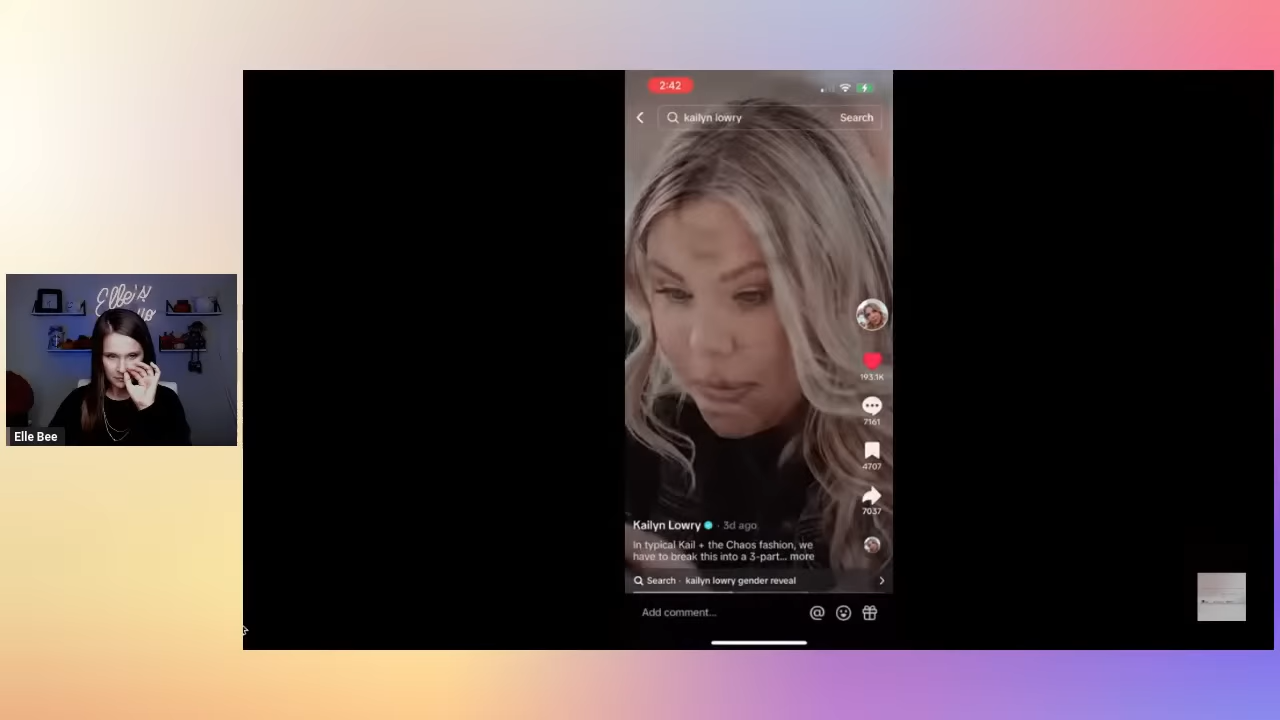 2:42
kailyn lowry
Search
193.1K
7161
4707
7037
Kailyn Lowry · 3d ago
In typical Kail + the Chaos fashion, we
have to break this into a 3-part... more
Search · kailyn lowry gender reveal
Add comment...
Elle's
Elle Bee